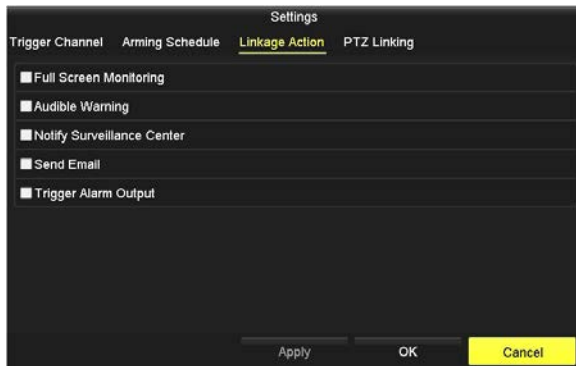 Settings
Trigger Channel Arming Schedule Linkage Action PTZ Linking
Full Screen Monitoring
Audible Warning
Notify Surveillance Center
Send Email
Trigger Alarm Output
Apply OK Cancel